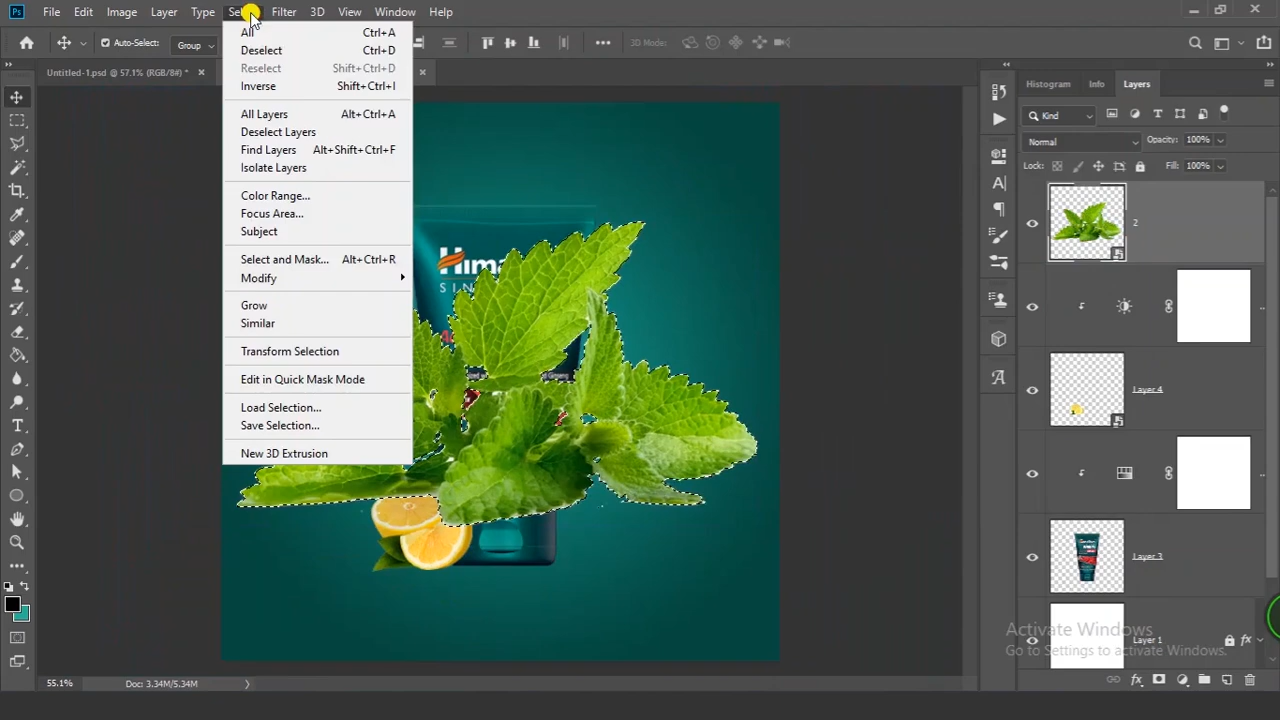 Ps File Edit Image Layer Type Filter 3D View Window Help
Auto-Select: Group 3D Mode:
Untitled-1.psd @ 57.1% (RGB/8#) *
All Ctrl+A
Deselect Ctrl+D
Reselect Shift+Ctrl+D
Inverse Shift+Ctrl+I
All Layers Alt+Ctrl+A
Deselect Layers
Find Layers Alt+Shift+Ctrl+F
Isolate Layers
Color Range...
Focus Area...
Subject
Select and Mask... Alt+Ctrl+R
Modify
Grow
Similar
Transform Selection
Edit in Quick Mask Mode
Load Selection...
Save Selection...
New 3D Extrusion
Histogram Info Layers
Kind
Normal Opacity: 100%
Lock: Fill: 100%
2
Layer 4
Layer 3
Layer 1
Activate Windows
Go to Settings to activate Windows.
55.1% Doc: 3.34M/5.34M